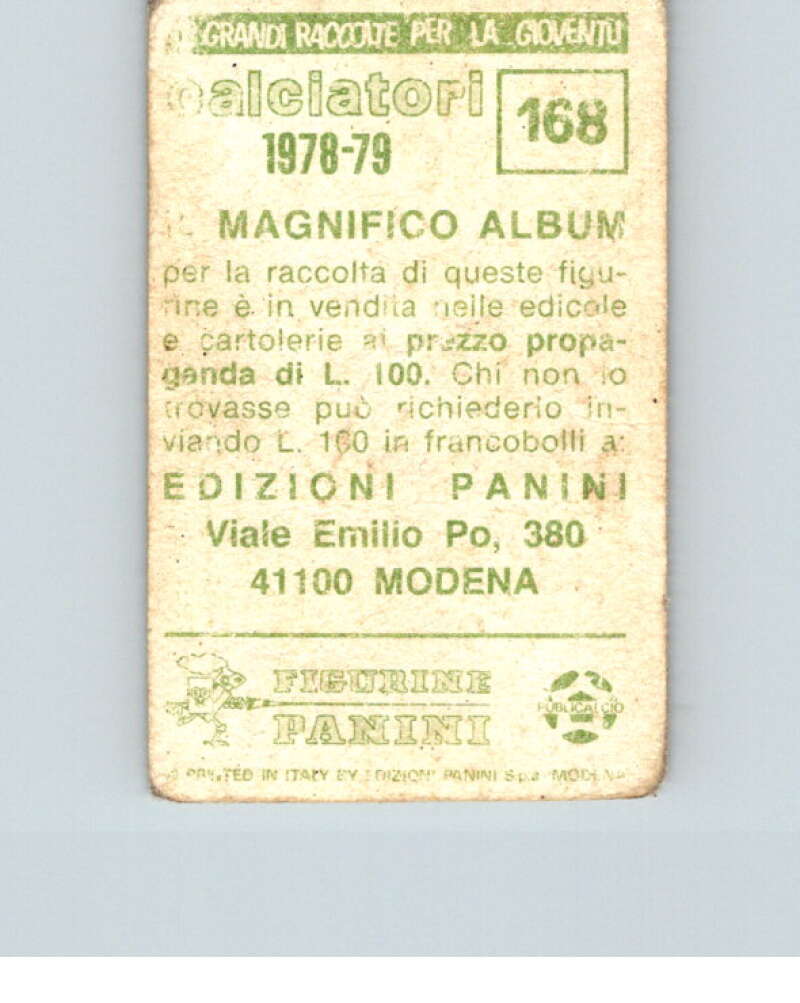 GRANDI RACCOLTE PER LA GIOVENTÙ
calciatori
1978-79
168
IL MAGNIFICO ALBUM
per la raccolta di queste figu-
rine è in vendita nelle edicole
e cartolerie al prezzo propa-
ganda di L. 100. Chi non lo
trovasse può richiederlo in-
viando L. 100 in francobolli a:
EDIZIONI PANINI
Viale Emilio Po, 380
41100 MODENA
FIGURINE
PANINI
PUBLICALCIO
PRINTED IN ITALY BY EDIZIONI PANINI S.p.A. MODENA